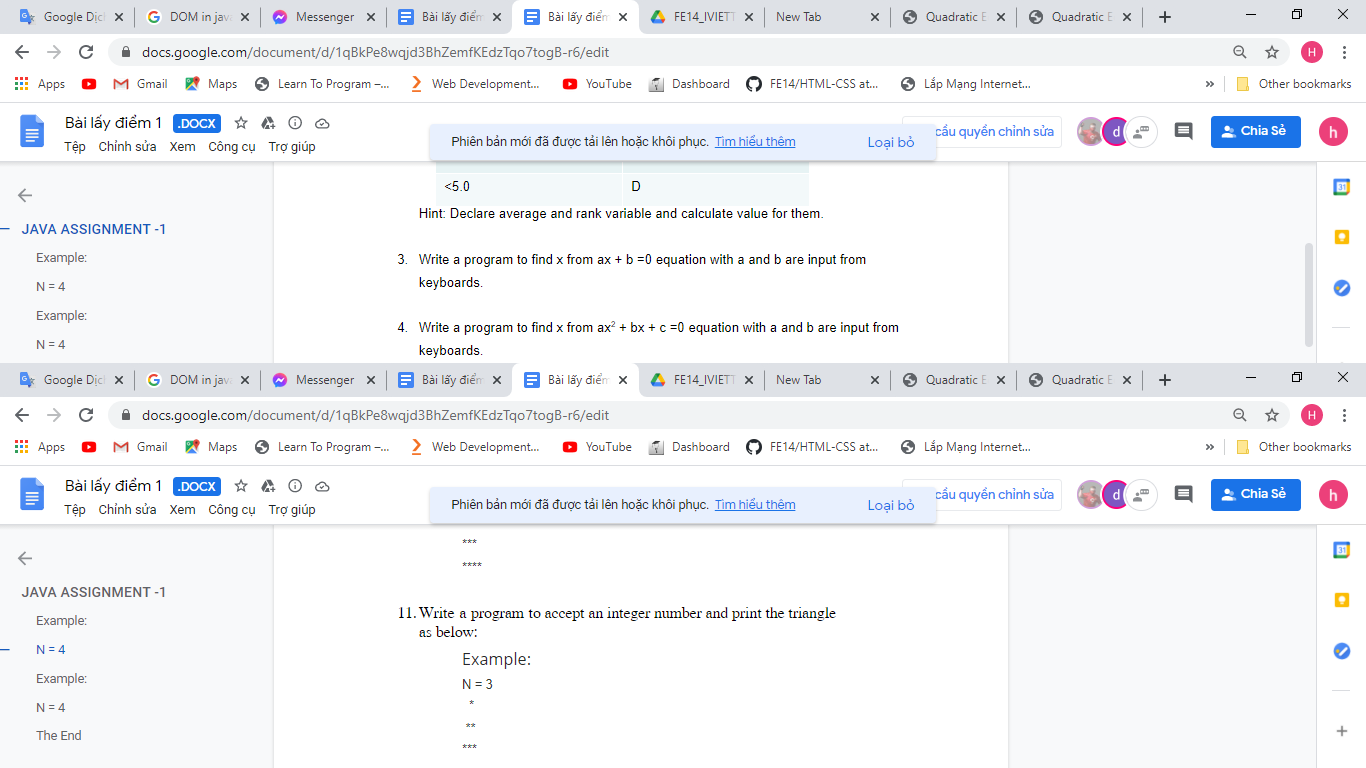 Google Dịc DOM in jav Messenger Bài lấy điểm Bài lấy điểm FE14_IVIETT New Tab Quadratic E Quadratic E
docs.google.com/document/d/1qBkPe8wqjd3BhZemfKEdzTqo7togB-r6/edit H
Apps Gmail Maps Learn To Program –... Web Development... YouTube Dashboard FE14/HTML-CSS at... Lắp Mạng Internet... » Other bookmarks
Bài lấy điểm 1 .DOCX
Tệp Chỉnh sửa Xem Công cụ Trợ giúp
Phiên bản mới đã được tải lên hoặc khôi phục. Tìm hiểu thêm Loại bỏ
cầu quyền chỉnh sửa d Chia Sẻ h
<5.0 D
Hint: Declare average and rank variable and calculate value for them.
JAVA ASSIGNMENT -1
Example:
N = 4
Example:
N = 4
3. Write a program to find x from ax + b =0 equation with a and b are input from
keyboards.
4. Write a program to find x from ax² + bx + c =0 equation with a and b are input from
keyboards.
31
Google Dịc DOM in jav Messenger Bài lấy điểm Bài lấy điểm FE14_IVIETT New Tab Quadratic E Quadratic E
docs.google.com/document/d/1qBkPe8wqjd3BhZemfKEdzTqo7togB-r6/edit H
Apps Gmail Maps Learn To Program –... Web Development... YouTube Dashboard FE14/HTML-CSS at... Lắp Mạng Internet... » Other bookmarks
Bài lấy điểm 1 .DOCX
Tệp Chỉnh sửa Xem Công cụ Trợ giúp
Phiên bản mới đã được tải lên hoặc khôi phục. Tìm hiểu thêm Loại bỏ
cầu quyền chỉnh sửa d Chia Sẻ h
JAVA ASSIGNMENT -1
Example:
N = 4
Example:
N = 4
The End
***
****
11. Write a program to accept an integer number and print the triangle
as below:
Example:
N = 3
*
**
***
31